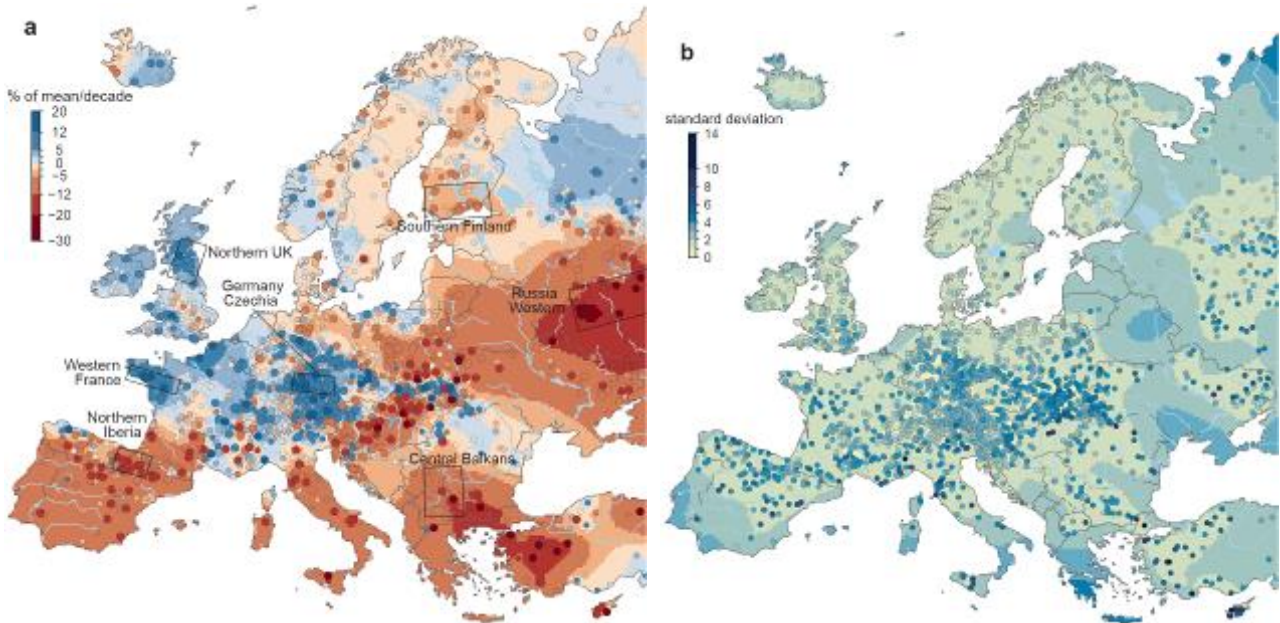 a
% of mean/decade
20
12
5
0
−5
−12
−20
−30
Southern Finland
Northern UK
Germany
Czechia
Russia
Western
Western
France
Northern
Iberia
Central Balkans
b
standard deviation
14
10
8
6
4
2
0